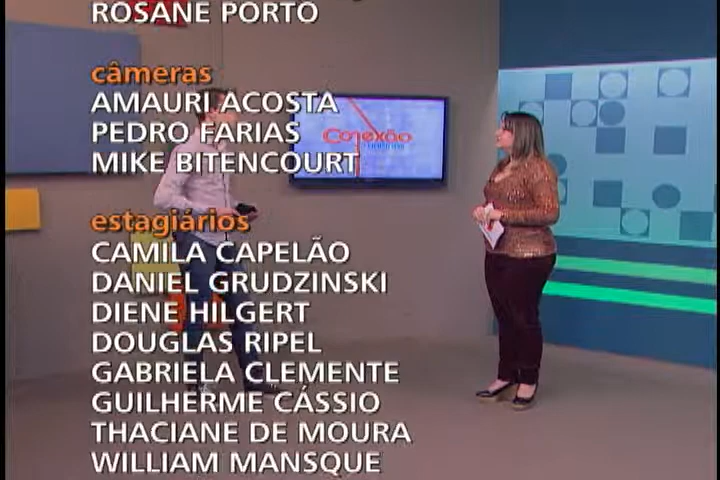 ROSANE PORTO
câmeras
AMAURI ACOSTA
PEDRO FARIAS
MIKE BITENCOURT
Conexão
estagiários
CAMILA CAPELÃO
DANIEL GRUDZINSKI
DIENE HILGERT
DOUGLAS RIPEL
GABRIELA CLEMENTE
GUILHERME CÁSSIO
THACIANE DE MOURA
WILLIAM MANSQUE